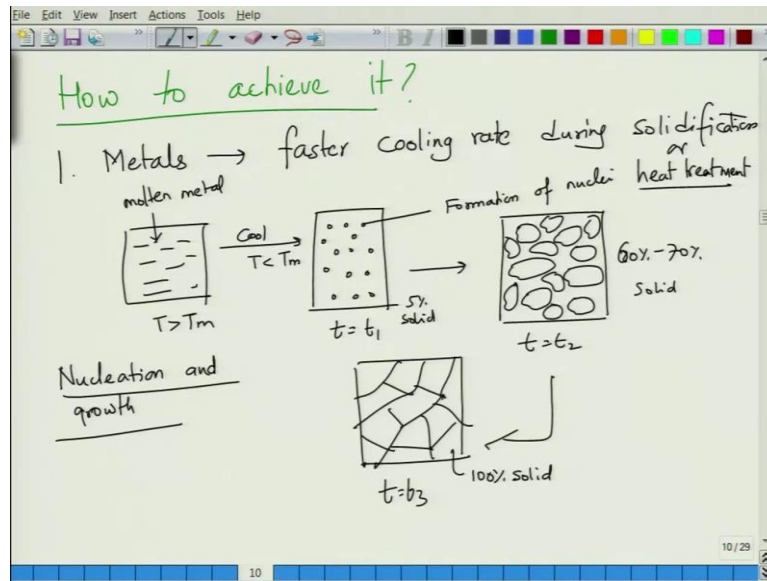 File Edit View Insert Actions Tools Help
How to achieve it?
1. Metals → faster cooling rate during solidification
or
heat treatment
molten metal
Cool
T < Tm
T > Tm
Formation of nuclei
5% solid
t = t1
60% - 70%
Solid
t = t2
Nucleation and
growth
100% solid
t = t3
10/29
10